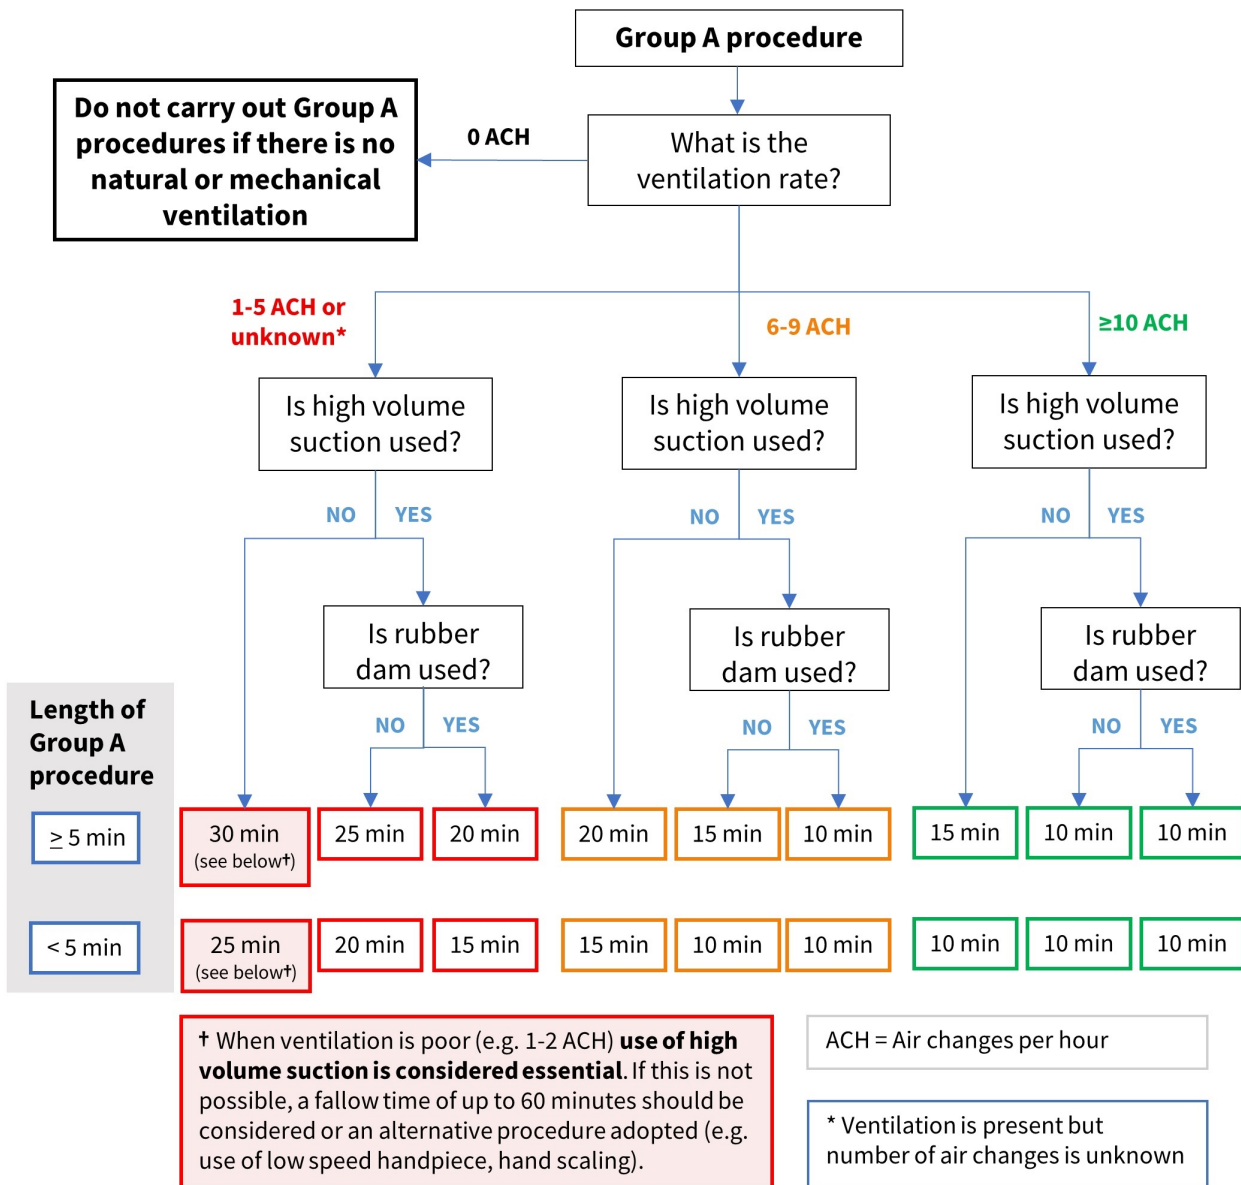 Group A procedure
Do not carry out Group A
procedures if there is no
natural or mechanical
ventilation
0 ACH
What is the
ventilation rate?
1-5 ACH or
unknown*
6-9 ACH
≥10 ACH
Is high volume
suction used?
Is high volume
suction used?
Is high volume
suction used?
NO YES
NO YES
NO YES
Is rubber
dam used?
Is rubber
dam used?
Is rubber
dam used?
NO YES
NO YES
NO YES
Length of
Group A
procedure
≥ 5 min
30 min
(see below†)
25 min
20 min
20 min
15 min
10 min
15 min
10 min
10 min
< 5 min
25 min
(see below†)
20 min
15 min
15 min
10 min
10 min
10 min
10 min
10 min
† When ventilation is poor (e.g. 1-2 ACH) use of high
volume suction is considered essential. If this is not
possible, a fallow time of up to 60 minutes should be
considered or an alternative procedure adopted (e.g.
use of low speed handpiece, hand scaling).
ACH = Air changes per hour
* Ventilation is present but
number of air changes is unknown